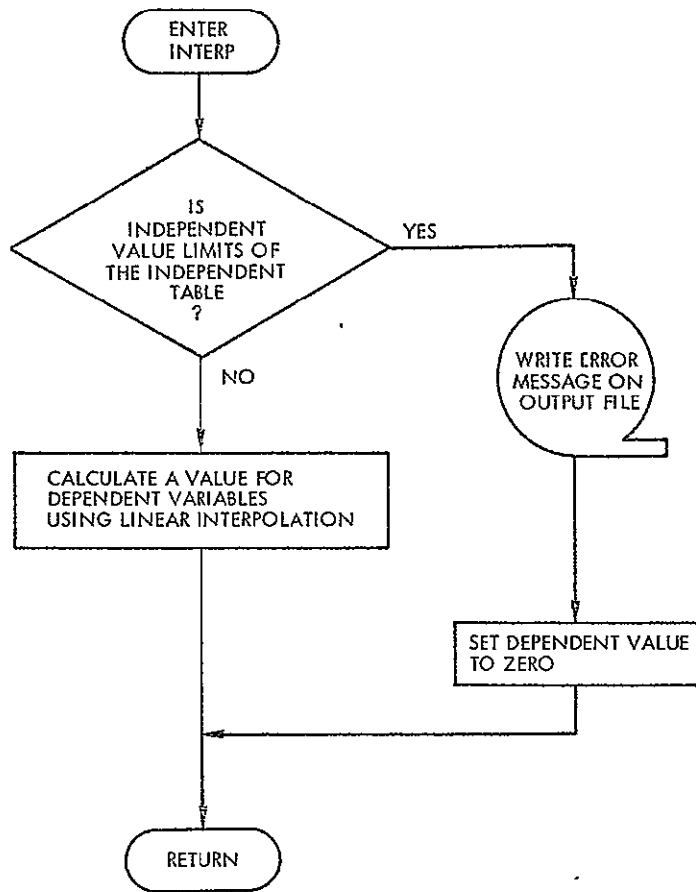 ENTER
INTERP
IS
INDEPENDENT
VALUE LIMITS OF
THE INDEPENDENT
TABLE
?
YES
NO
WRITE ERROR
MESSAGE ON
OUTPUT FILE
CALCULATE A VALUE FOR
DEPENDENT VARIABLES
USING LINEAR INTERPOLATION
SET DEPENDENT VALUE
TO ZERO
RETURN